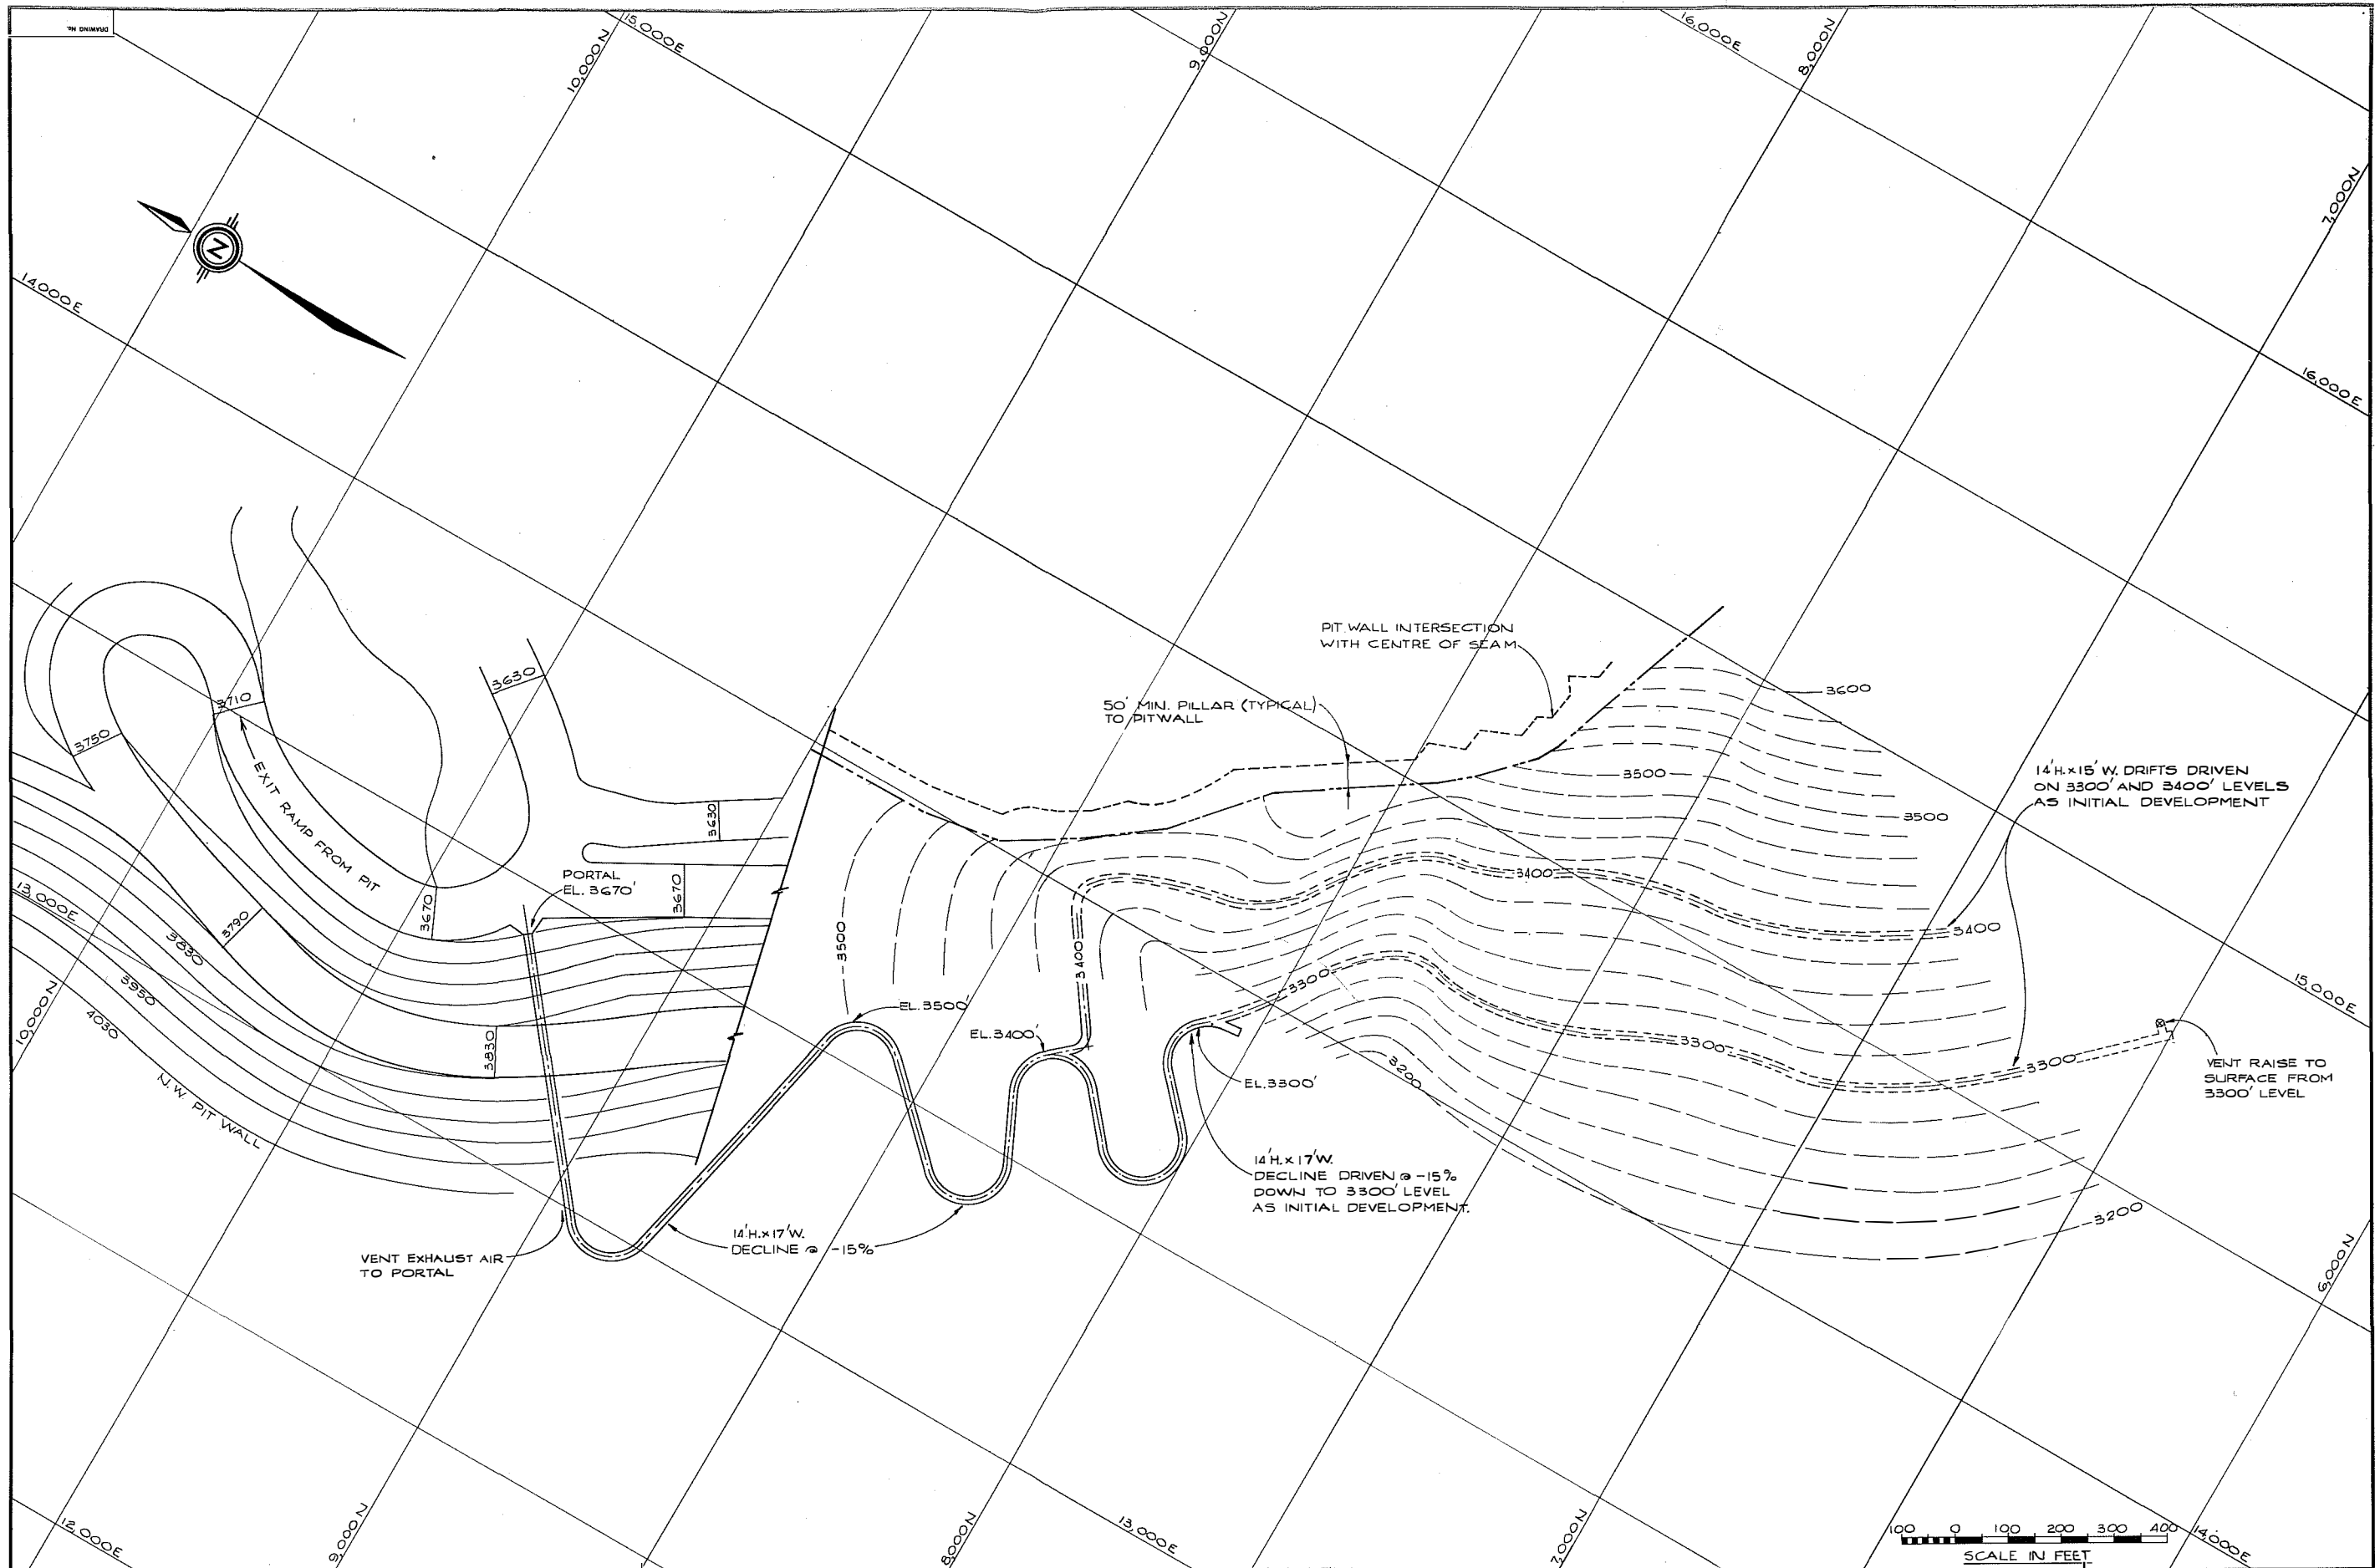 DRAWING No.
15,000E
10,000N
9,000N
16,000E
8,000N
7,000N
N
14,000E
16,000E
PIT WALL INTERSECTION
WITH CENTRE OF SEAM
3630
3710
3750
50' MIN. PILLAR (TYPICAL)
TO PITWALL
3600
3500
3500
14'H.x15' W. DRIFTS DRIVEN
ON 3300' AND 3400' LEVELS
AS INITIAL DEVELOPMENT
EXIT RAMP FROM PIT
3630
PORTAL
EL. 3670'
3670
3670
3400
3400
13,000E
3790
3830
3950
4030
10,000N
3500
3400
3300
EL. 3500'
EL. 3400'
3300
3300
15,000E
3830
N.W. PIT WALL
EL. 3300'
3200
VENT RAISE TO
SURFACE FROM
3300' LEVEL
14'H.x17'W.
DECLINE DRIVEN @ -15%
DOWN TO 3300' LEVEL
AS INITIAL DEVELOPMENT.
3200
14'H.x17'W.
DECLINE @ -15%
VENT EXHAUST AIR
TO PORTAL
6,000N
12,000E
9,000N
8,000N
13,000E
7,000N
14,000E
100 0 100 200 300 400
SCALE IN FEET